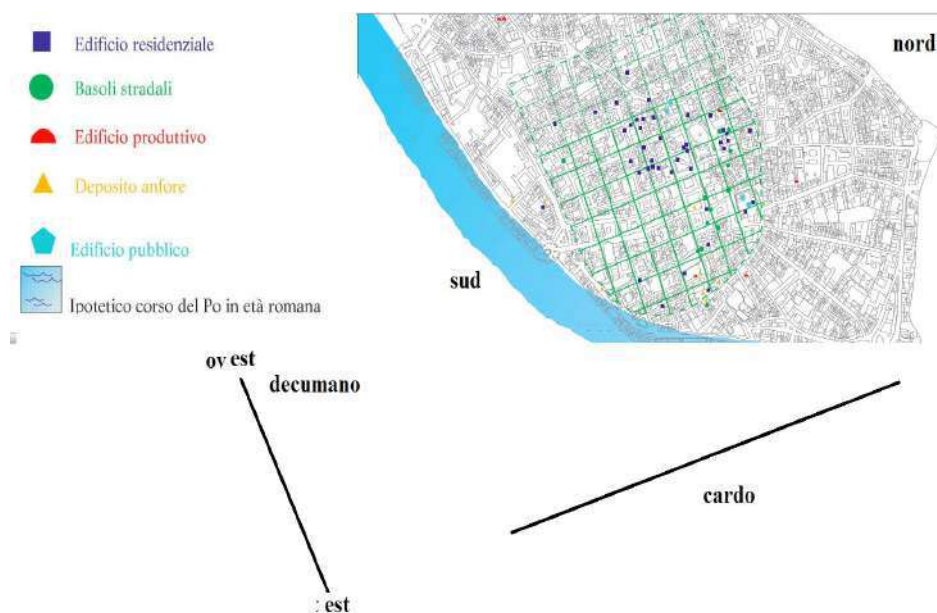 Edificio residenziale
Basoli stradali
Edificio produttivo
Deposito anfore
Edificio pubblico
Ipotetico corso del Po in età romana
nord
sud
ov est
decumano
cardo
: est